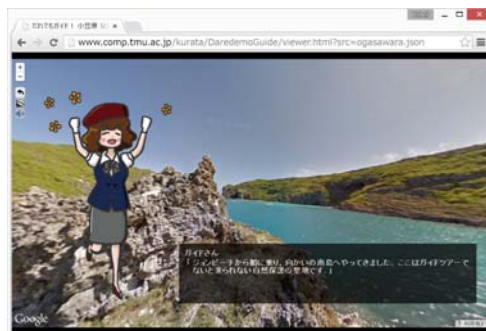 だれでもガイド！ 小笠原
www.comp.tmu.ac.jp/kurata/DaredemoGuide/viewer.html?src=ogasawara.json
ガイドさん
「ジョンビーチから船に乗り、向かいの南島へやってきました。ここはガイドツアーで
ないと来られない自然保護の聖地です。」
Google